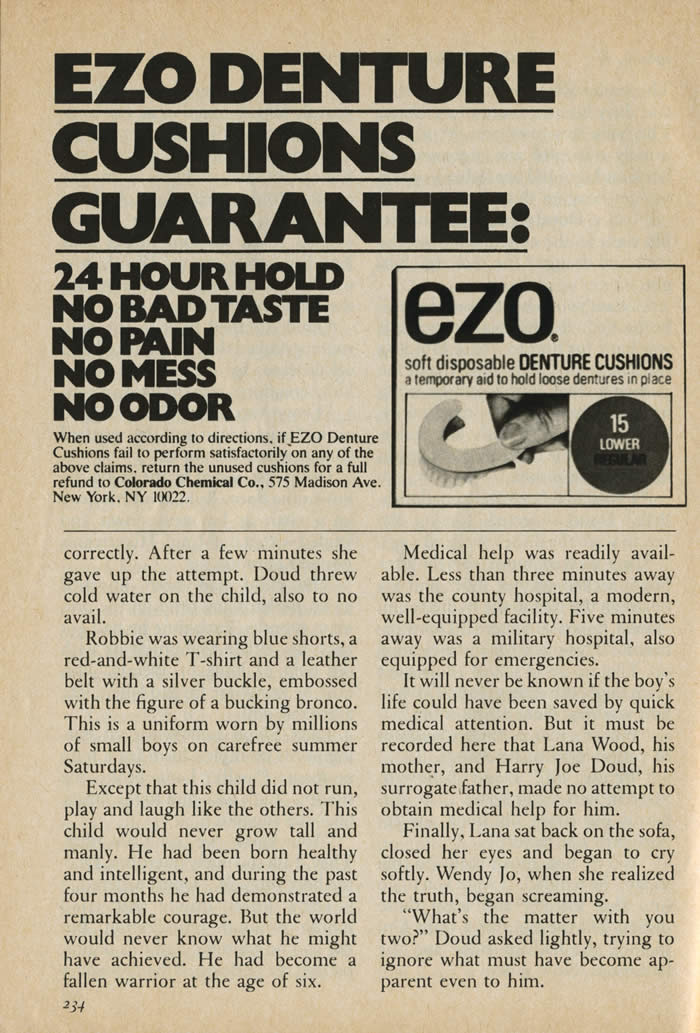 EZO DENTURE
CUSHIONS
GUARANTEE:
24 HOUR HOLD
NO BAD TASTE
NO PAIN
NO MESS
NO ODOR
When used according to directions, if EZO Denture
Cushions fail to perform satisfactorily on any of the
above claims, return the unused cushions for a full
refund to Colorado Chemical Co., 575 Madison Ave.
New York, NY 10022.
ezo®
soft disposable DENTURE CUSHIONS
a temporary aid to hold loose dentures in place
15
LOWER
REGULAR
correctly. After a few minutes she
gave up the attempt. Doud threw
cold water on the child, also to no
avail.
Robbie was wearing blue shorts, a
red-and-white T-shirt and a leather
belt with a silver buckle, embossed
with the figure of a bucking bronco.
This is a uniform worn by millions
of small boys on carefree summer
Saturdays.
Except that this child did not run,
play and laugh like the others. This
child would never grow tall and
manly. He had been born healthy
and intelligent, and during the past
four months he had demonstrated a
remarkable courage. But the world
would never know what he might
have achieved. He had become a
fallen warrior at the age of six.
Medical help was readily avail-
able. Less than three minutes away
was the county hospital, a modern,
well-equipped facility. Five minutes
away was a military hospital, also
equipped for emergencies.
It will never be known if the boy's
life could have been saved by quick
medical attention. But it must be
recorded here that Lana Wood, his
mother, and Harry Joe Doud, his
surrogate father, made no attempt to
obtain medical help for him.
Finally, Lana sat back on the sofa,
closed her eyes and began to cry
softly. Wendy Jo, when she realized
the truth, began screaming.
"What's the matter with you
two?" Doud asked lightly, trying to
ignore what must have become ap-
parent even to him.
234